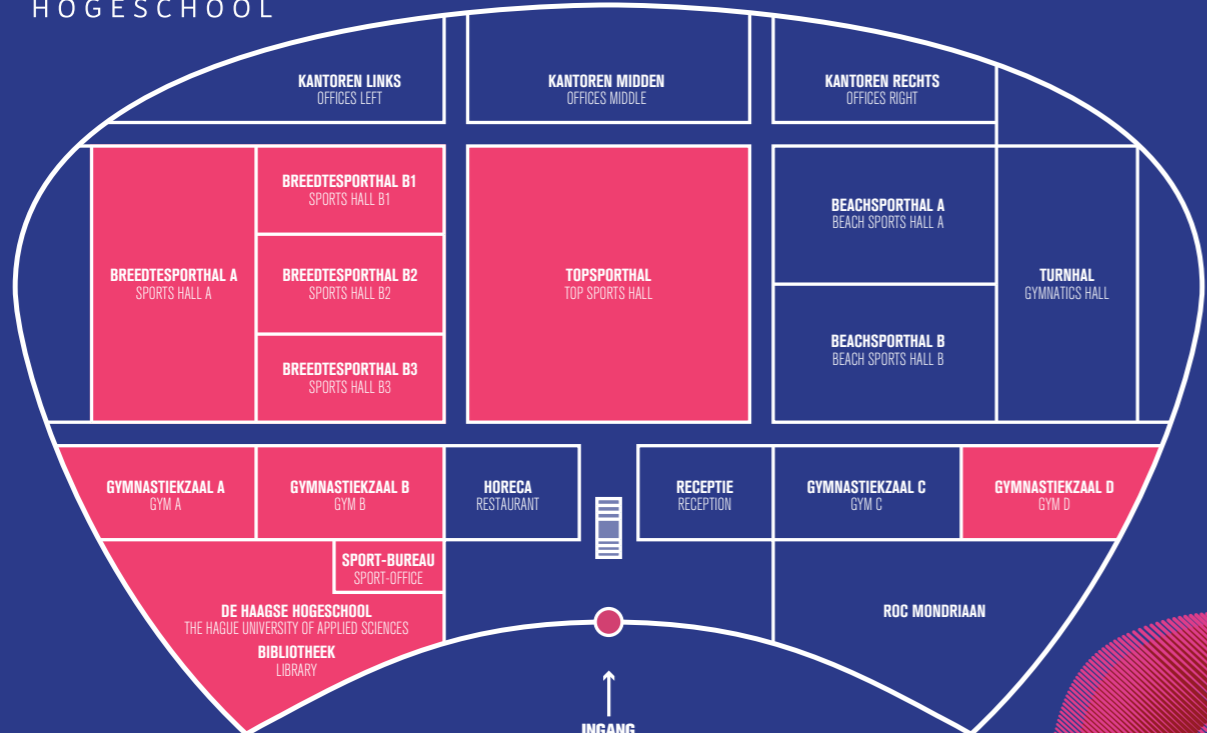 HOGESCHOOL
KANTOREN LINKS
OFFICES LEFT
KANTOREN MIDDEN
OFFICES MIDDLE
KANTOREN RECHTS
OFFICES RIGHT
BREEDTESPORTHAL A
SPORTS HALL A
BREEDTESPORTHAL B1
SPORTS HALL B1
BREEDTESPORTHAL B2
SPORTS HALL B2
BREEDTESPORTHAL B3
SPORTS HALL B3
TOPSPORTHAL
TOP SPORTS HALL
BEACHSPORTHAL A
BEACH SPORTS HALL A
BEACHSPORTHAL B
BEACH SPORTS HALL B
TURNHAL
GYMNATICS HALL
GYMNASTIEKZAAL A
GYM A
GYMNASTIEKZAAL B
GYM B
HORECA
RESTAURANT
RECEPTIE
RECEPTION
GYMNASTIEKZAAL C
GYM C
GYMNASTIEKZAAL D
GYM D
SPORT-BUREAU
SPORT-OFFICE
DE HAAGSE HOGESCHOOL
THE HAGUE UNIVERSITY OF APPLIED SCIENCES
BIBLIOTHEEK
LIBRARY
ROC MONDRIAAN
INGANG